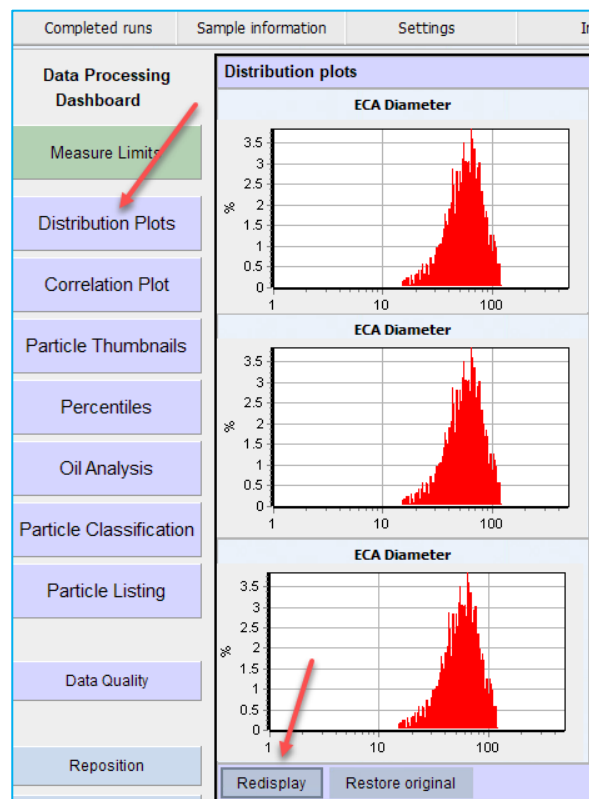 Completed runs
Sample information
Settings
Data Processing
Dashboard
Measure Limits
Distribution Plots
Correlation Plot
Particle Thumbnails
Percentiles
Oil Analysis
Particle Classification
Particle Listing
Data Quality
Reposition
Distribution plots
ECA Diameter
%
3.5
3
2.5
2
1.5
1
0.5
0
1 10 100
ECA Diameter
%
3.5
3
2.5
2
1.5
1
0.5
0
1 10 100
ECA Diameter
%
3.5
3
2.5
2
1.5
1
0.5
0
1 10 100
Redisplay
Restore original